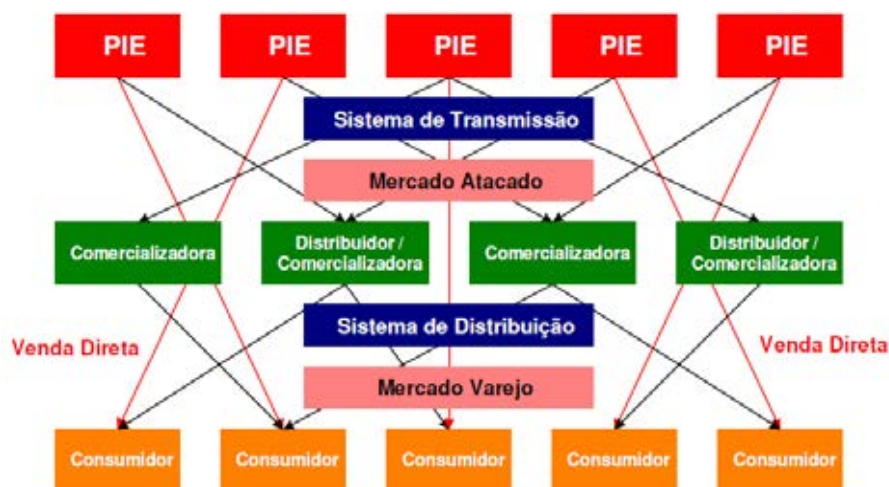 PIE
PIE
PIE
PIE
PIE
Sistema de Transmissão
Mercado Atacado
Comercializadora
Distribuidor /
Comercializadora
Comercializadora
Distribuidor /
Comercializadora
Sistema de Distribuição
Venda Direta
Venda Direta
Mercado Varejo
Consumidor
Consumidor
Consumidor
Consumidor
Consumidor